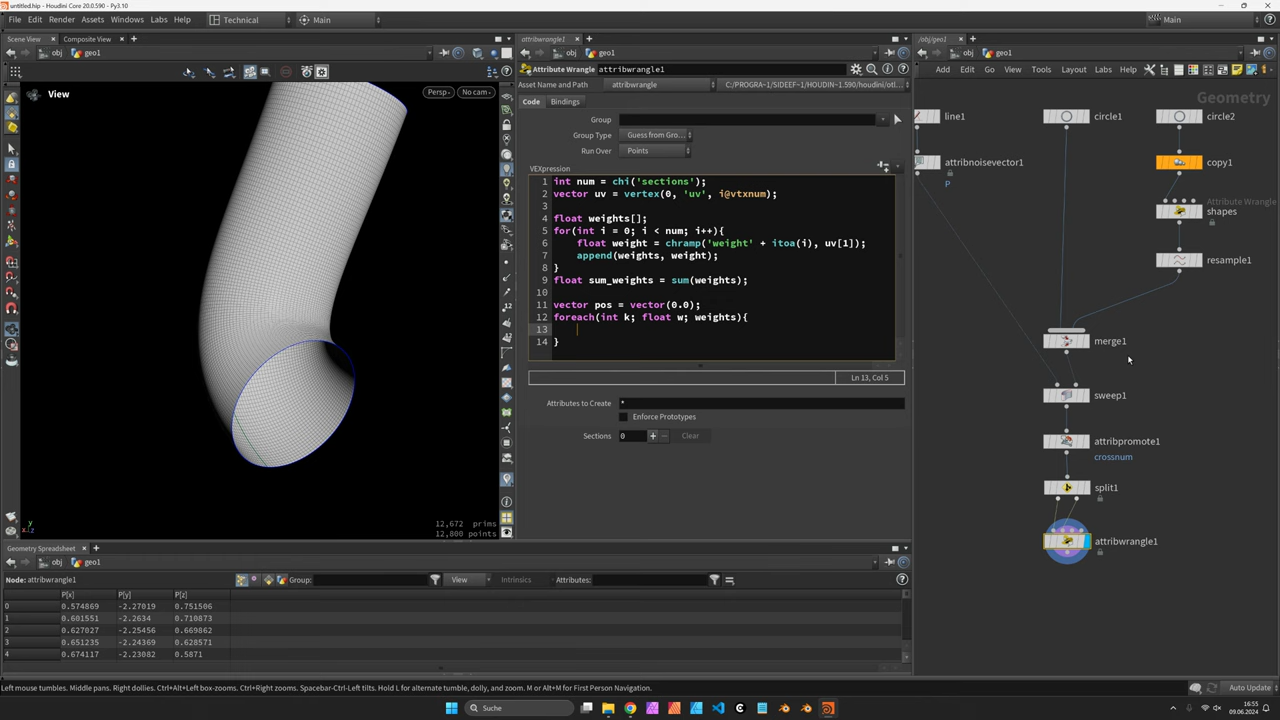 untitled.hip - Houdini Core 20.0.590 - Py3.10
File Edit Render Assets Windows Labs Help
Technical
Main
Main
Scene View
Composite View
attribwrangle1
/obj/geo1
obj geo1
obj geo1
obj geo1
View
Persp
No cam
12,672 prims
12,808 points
Attribute Wrangle attribwrangle1
Asset Name and Path attribwrangle C:/PROGRA~1/SIDEEF~1/HOUDIN~1.590/houdini/otl...
Code Bindings
Group
Group Type Guess from Gro...
Run Over Points
VEXpression
1 int num = chi('sections');
2 vector uv = vertex(0, 'uv', i@vtxnum);
3
4 float weights[];
5 for(int i = 0; i < num; i++){
6 float weight = chramp('weight' + itoa(i), uv[1]);
7 append(weights, weight);
8 }
9 float sum_weights = sum(weights);
10
11 vector pos = vector(0.0);
12 foreach(int k; float w; weights){
13
14 }
Ln 13, Col 5
Attributes to Create *
Enforce Prototypes
Sections 0 + Clear
Add Edit Go View Tools Layout Labs Help
Geometry
line1
circle1
circle2
attribnoisevector1
P
copy1
Attribute Wrangle
shapes
resample1
merge1
sweep1
attribpromote1
crossnum
split1
attribwrangle1
Geometry Spreadsheet
obj geo1
Node: attribwrangle1 Group: View Intrinsics Attributes:
P[x] P[y] P[z]
0 0.574869 -2.27019 0.751506
1 0.601551 -2.2634 0.710873
2 0.627027 -2.25456 0.669862
3 0.651235 -2.24369 0.628571
4 0.674117 -2.23082 0.5871
Left mouse tumbles. Middle pans. Right dollies. Ctrl+Alt+Left box-zooms. Ctrl+Right zooms. Spacebar-Ctrl-Left tilts. Hold L for alternate tumble, dolly, and zoom. M or Alt+M for First Person Navigation.
Auto Update
Suche
16:55
09.06.2024